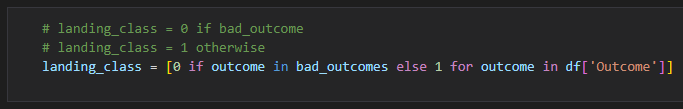 # landing_class = 0 if bad_outcome
# landing_class = 1 otherwise
landing_class = [0 if outcome in bad_outcomes else 1 for outcome in df['Outcome']]